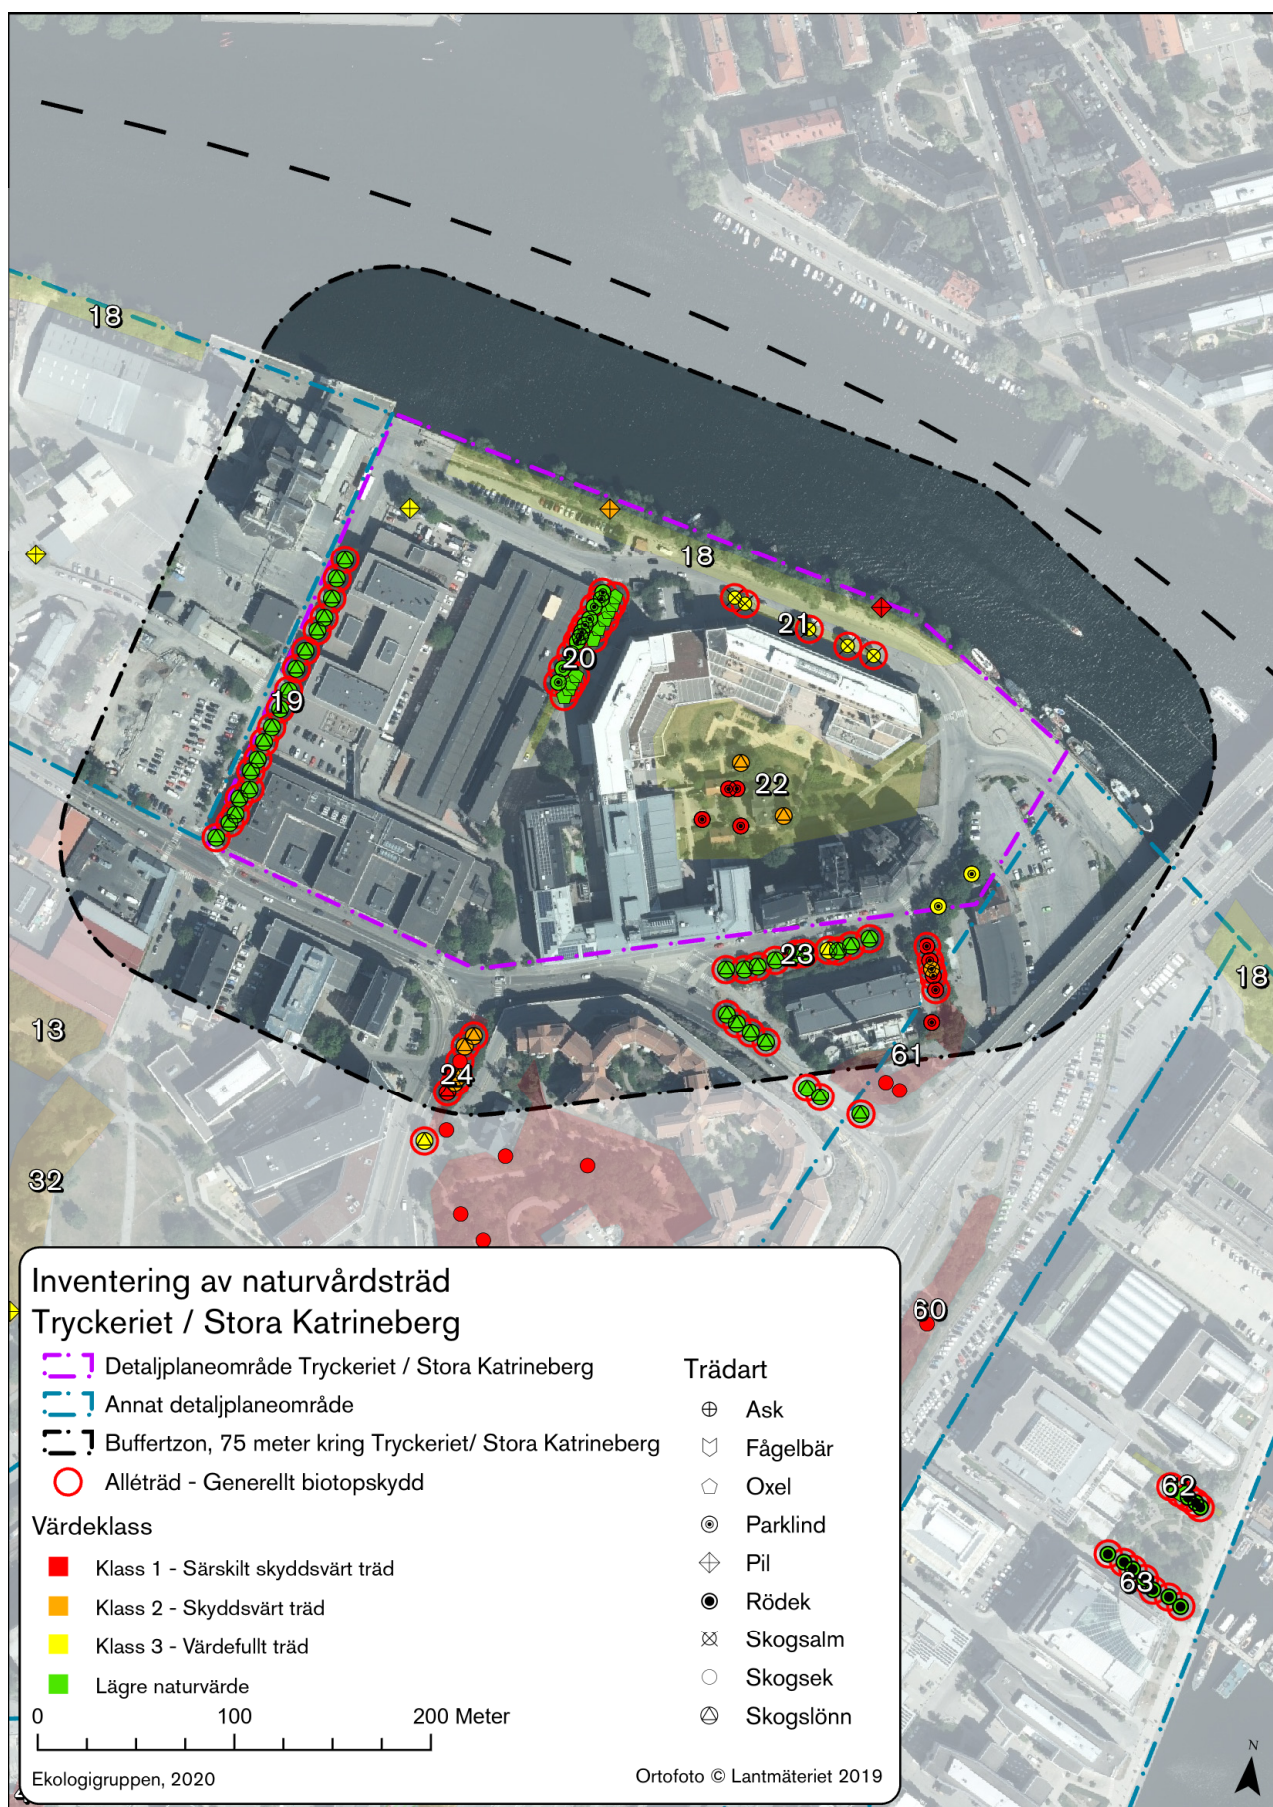 18
18
21
20
19
22
23
18
13
61
24
32
60
62
63
Inventering av naturvårdsträd
Tryckeriet / Stora Katrineberg
Detaljplaneområde Tryckeriet / Stora Katrineberg
Annat detaljplaneområde
Buffertzon, 75 meter kring Tryckeriet/ Stora Katrineberg
Alléträd - Generellt biotopskydd
Värdeklass
Klass 1 - Särskilt skyddsvärt träd
Klass 2 - Skyddsvärt träd
Klass 3 - Värdefullt träd
Lägre naturvärde
Trädart
Ask
Fågelbär
Oxel
Parklind
Pil
Rödek
Skogsalm
Skogsek
Skogslönn
0 100 200 Meter
Ekologigruppen, 2020
Ortofoto © Lantmäteriet 2019
N